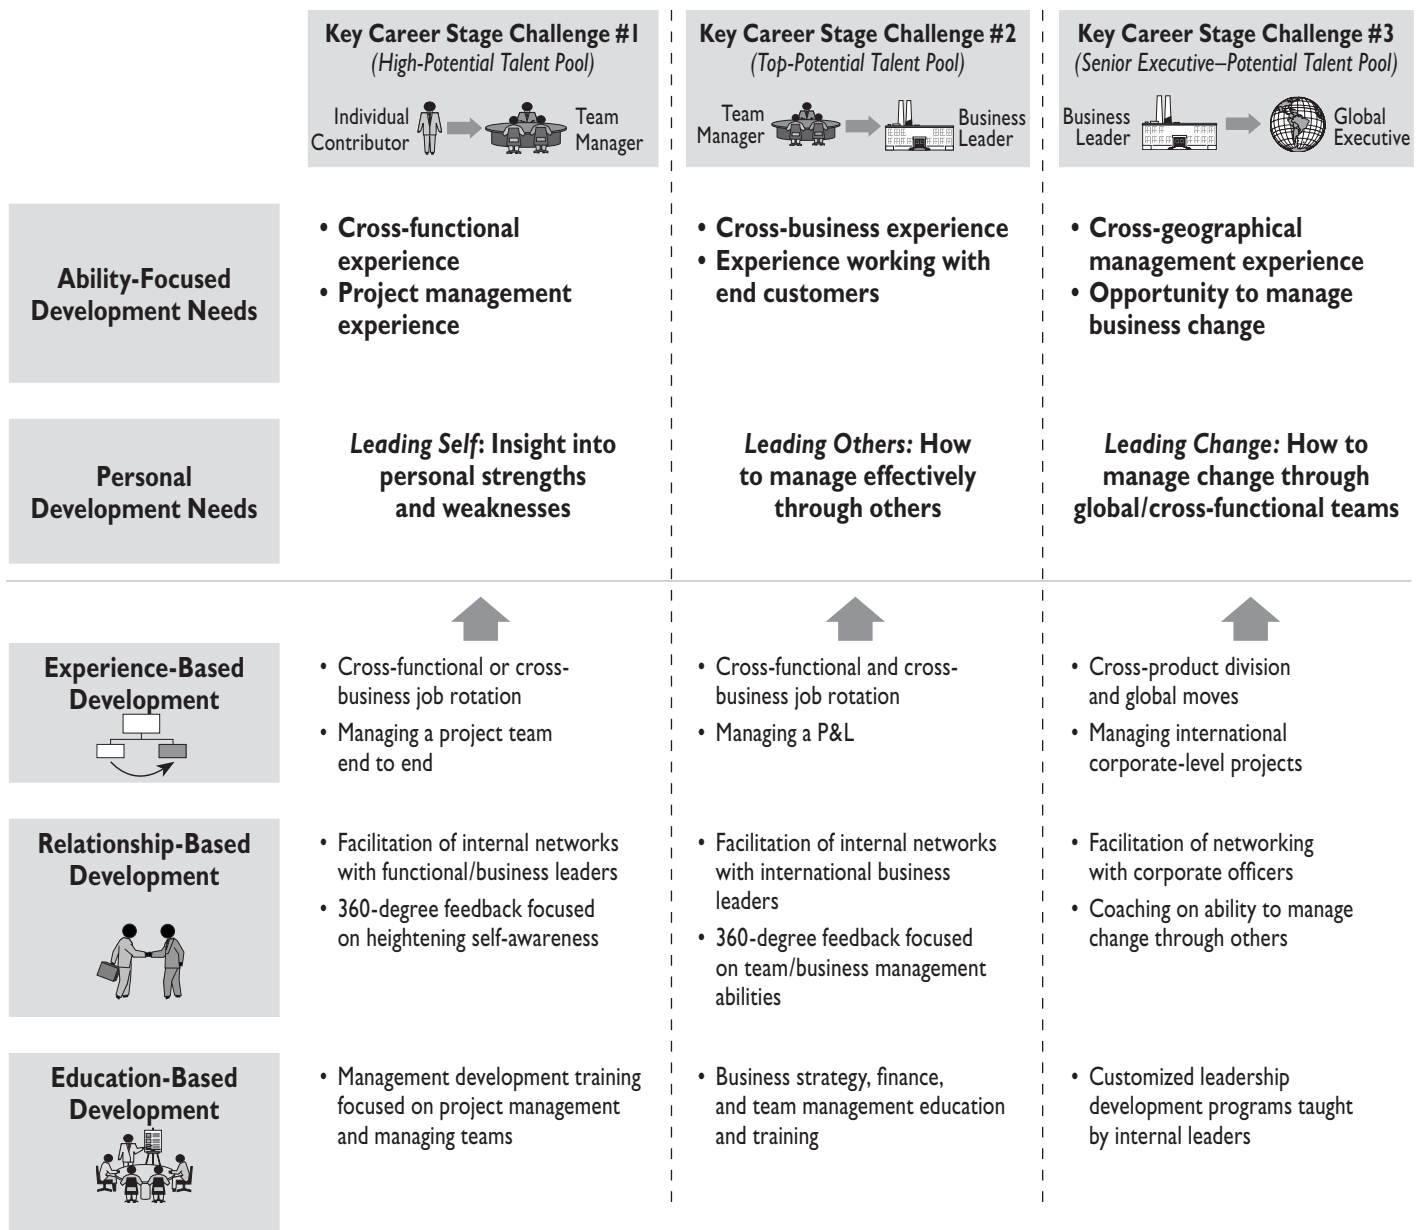 Key Career Stage Challenge #1
(High-Potential Talent Pool)
Individual
Contributor
Team
Manager
Key Career Stage Challenge #2
(Top-Potential Talent Pool)
Team
Manager
Business
Leader
Key Career Stage Challenge #3
(Senior Executive–Potential Talent Pool)
Business
Leader
Global
Executive
Ability-Focused
Development Needs
• Cross-functional
experience
• Project management
experience
• Cross-business experience
• Experience working with
end customers
• Cross-geographical
management experience
• Opportunity to manage
business change
Personal
Development Needs
Leading Self: Insight into
personal strengths
and weaknesses
Leading Others: How
to manage effectively
through others
Leading Change: How to
manage change through
global/cross-functional teams
Experience-Based
Development
• Cross-functional or cross-
business job rotation
• Managing a project team
end to end
• Cross-functional and cross-
business job rotation
• Managing a P&L
• Cross-product division
and global moves
• Managing international
corporate-level projects
Relationship-Based
Development
• Facilitation of internal networks
with functional/business leaders
• 360-degree feedback focused
on heightening self-awareness
• Facilitation of internal networks
with international business
leaders
• 360-degree feedback focused
on team/business management
abilities
• Facilitation of networking
with corporate officers
• Coaching on ability to manage
change through others
Education-Based
Development
• Management development training
focused on project management
and managing teams
• Business strategy, finance,
and team management education
and training
• Customized leadership
development programs taught
by internal leaders